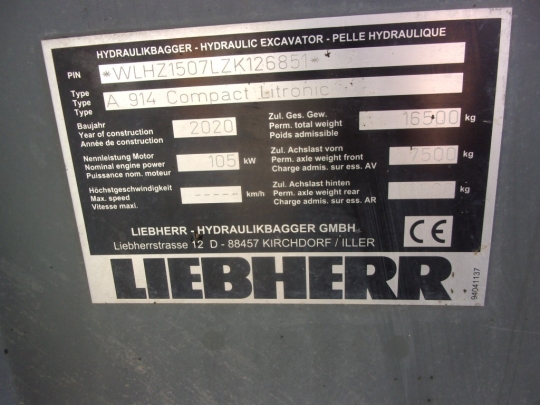 HYDRAULIKBAGGER - HYDRAULIC EXCAVATOR - PELLE HYDRAULIQUE
PIN *WLHZ1507LZK126851*
Type
Type A 914 Compact Litronic
Type
Baujahr
Year of construction 2020
Année de construction
Zul. Ges. Gew.
Perm. total weight 16500 kg
Poids admissible
Nennleistung Motor
Nominal engine power 105 kW
Puissance nom. moteur
Zul. Achslast vorn
Perm. axle weight front 7500 kg
Charge admis. sur ess. AV
Höchstgeschwindigkeit
Max. speed ---- km/h
Vitesse maxi.
Zul. Achslast hinten
Perm. axle weight rear kg
Charge admis. sur ess. AR
LIEBHERR - HYDRAULIKBAGGER GMBH
Liebherrstrasse 12 D - 88457 KIRCHDORF / ILLER
CE
LIEBHERR
94041137